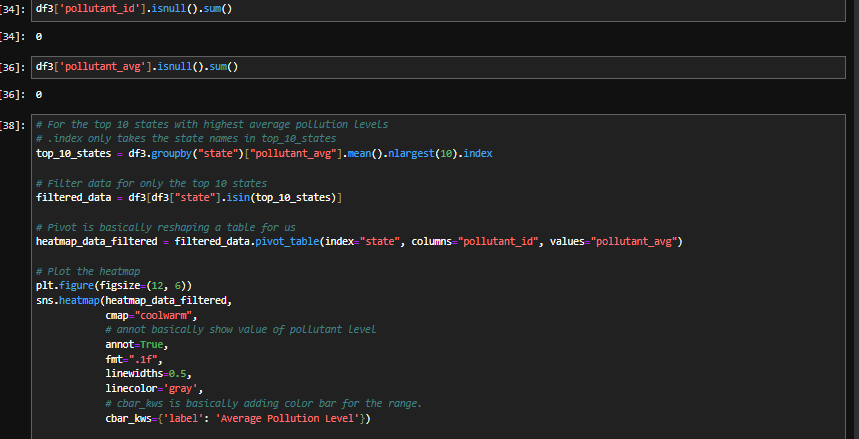 [34]: df3['pollutant_id'].isnull().sum()
[34]: 0
[36]: df3['pollutant_avg'].isnull().sum()
[36]: 0
[38]: # For the top 10 states with highest average pollution levels
# .index only takes the state names in top_10_states
top_10_states = df3.groupby("state")["pollutant_avg"].mean().nlargest(10).index
# Filter data for only the top 10 states
filtered_data = df3[df3["state"].isin(top_10_states)]
# Pivot is basically reshaping a table for us
heatmap_data_filtered = filtered_data.pivot_table(index="state", columns="pollutant_id", values="pollutant_avg")
# Plot the heatmap
plt.figure(figsize=(12, 6))
sns.heatmap(heatmap_data_filtered,
cmap="coolwarm",
# annot basically show value of pollutant level
annot=True,
fmt=".1f",
linewidths=0.5,
linecolor='gray',
# cbar_kws is basically adding color bar for the range.
cbar_kws={'label': 'Average Pollution Level'})